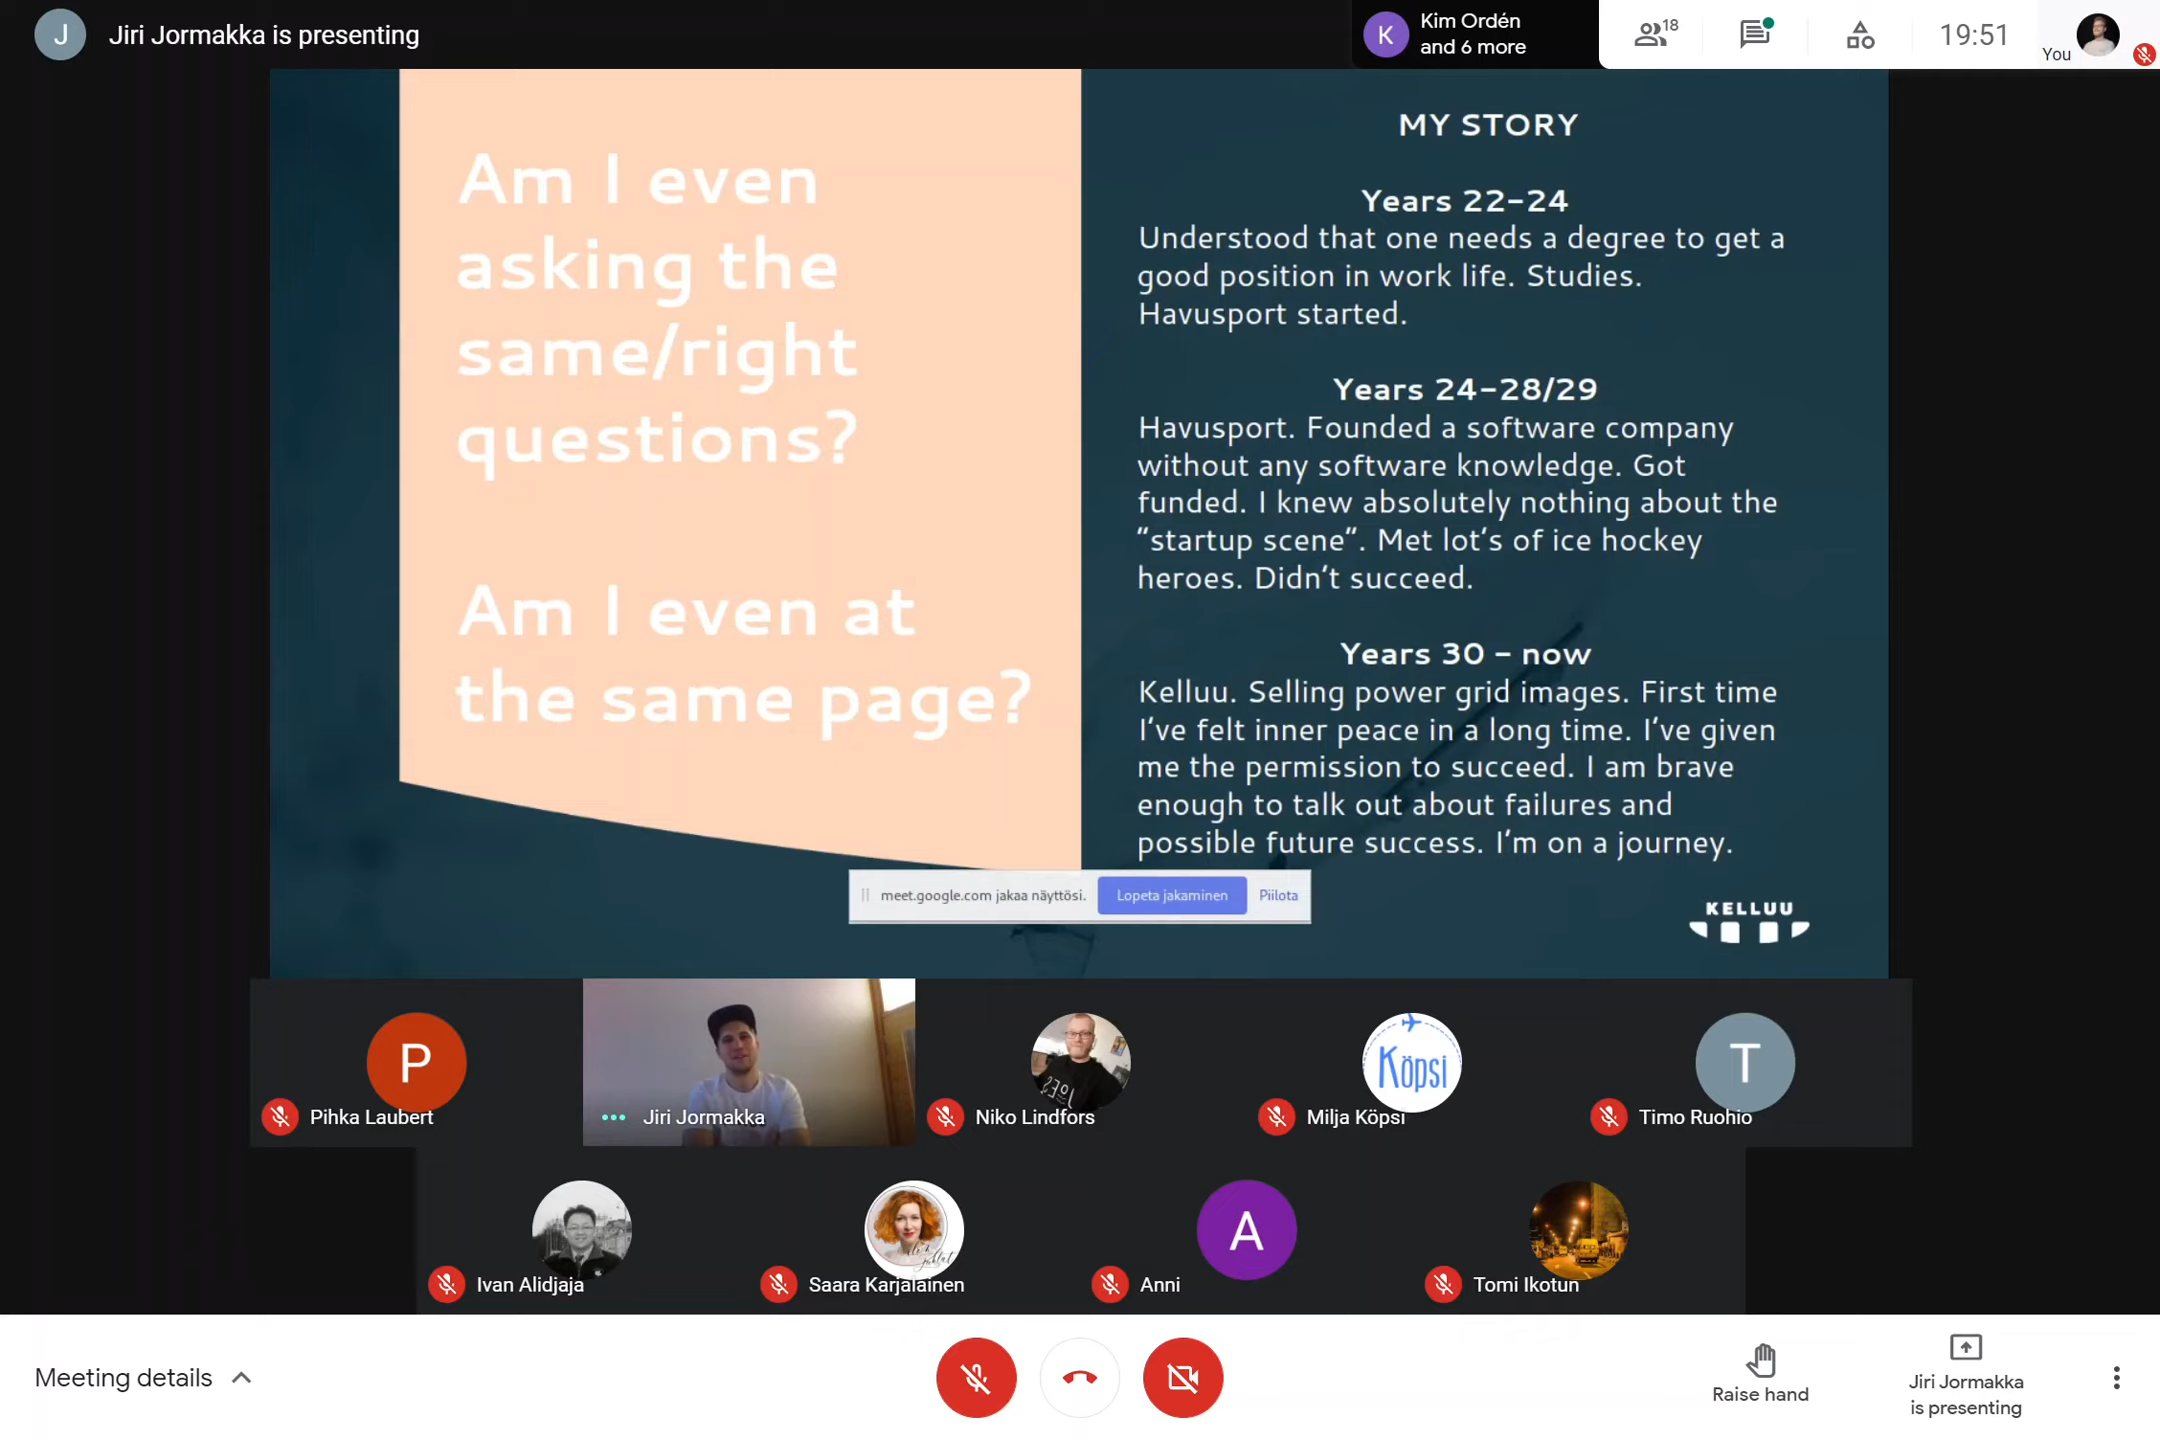 J
Jiri Jormakka is presenting
K
Kim Ordén
and 6 more
18
19:51
You
Am I even
asking the
same/right
questions?
Am I even at
the same page?
MY STORY
Years 22-24
Understood that one needs a degree to get a
good position in work life. Studies.
Havusport started.
Years 24-28/29
Havusport. Founded a software company
without any software knowledge. Got
funded. I knew absolutely nothing about the
"startup scene". Met lot's of ice hockey
heroes. Didn't succeed.
Years 30 - now
Kelluu. Selling power grid images. First time
I've felt inner peace in a long time. I've given
me the permission to succeed. I am brave
enough to talk out about failures and
possible future success. I'm on a journey.
KELLUU
meet.google.com jakaa näyttösi.
Lopeta jakaminen
Piilota
P
Pihka Laubert
Jiri Jormakka
Niko Lindfors
Köpsi
Milja Köpsi
T
Timo Ruohio
Ivan Alidjaja
Saara Karjalainen
A
Anni
Tomi Ikotun
Meeting details
Raise hand
Jiri Jormakka
is presenting